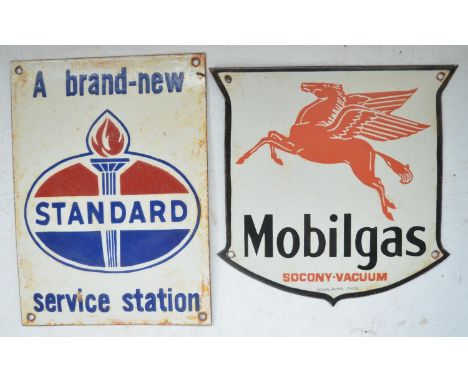 A brand-new
STANDARD
service station
Mobilgas
SOCONY-VACUUM